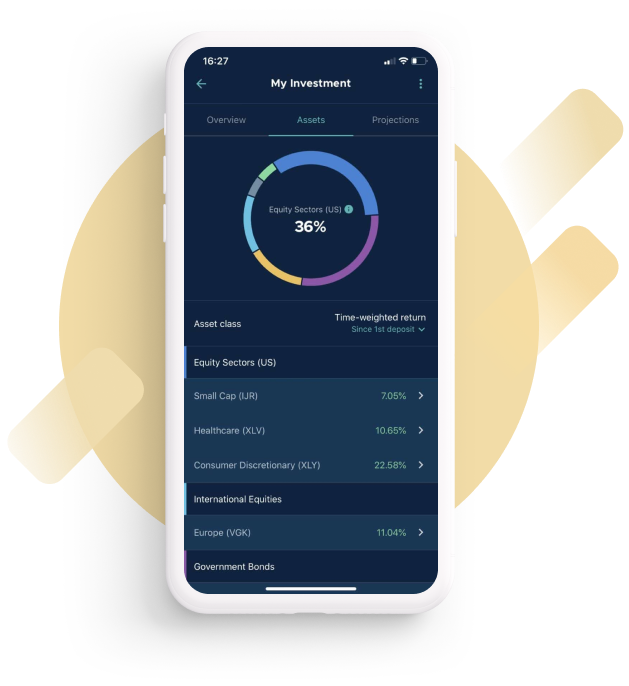 16:27
My Investment
Overview Assets Projections
Equity Sectors (US)
36%
Asset class
Time-weighted return
Since 1st deposit
Equity Sectors (US)
Small Cap (IJR) 7.05%
Healthcare (XLV) 10.65%
Consumer Discretionary (XLY) 22.58%
International Equities
Europe (VGK) 11.04%
Government Bonds